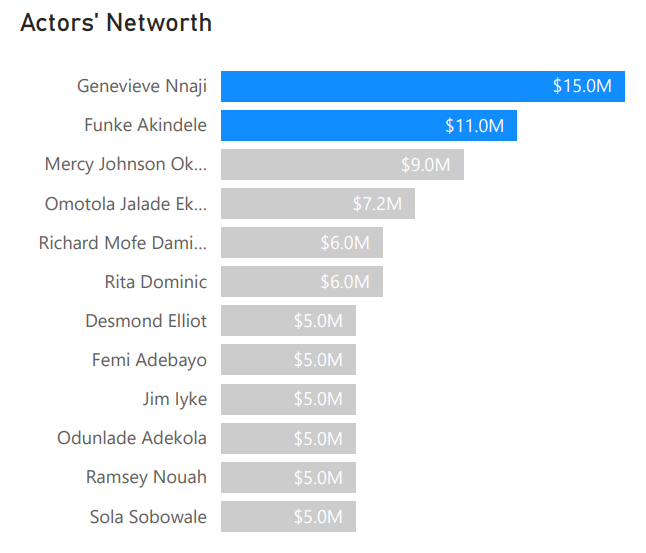 Actors' Networth
Genevieve Nnaji $15.0M
Funke Akindele $11.0M
Mercy Johnson Ok... $9.0M
Omotola Jalade Ek... $7.2M
Richard Mofe Dami... $6.0M
Rita Dominic $6.0M
Desmond Elliot $5.0M
Femi Adebayo $5.0M
Jim Iyke $5.0M
Odunlade Adekola $5.0M
Ramsey Nouah $5.0M
Sola Sobowale $5.0M